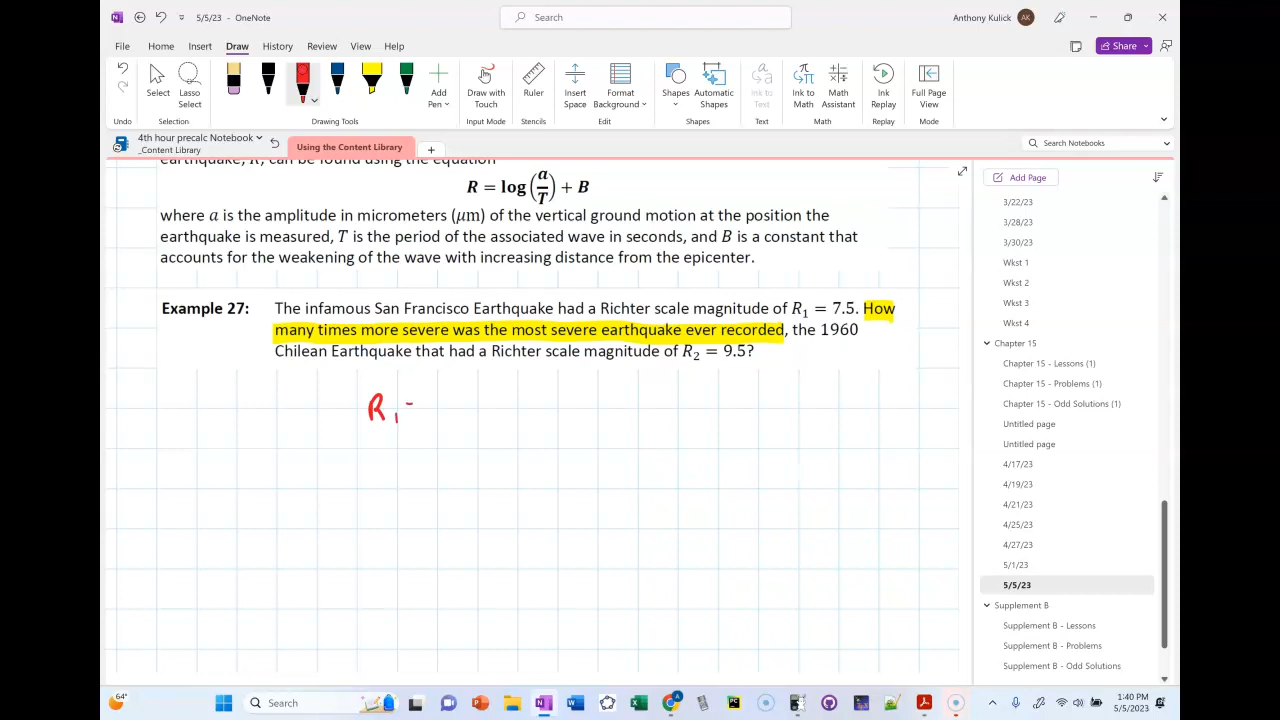 5/5/23 - OneNote
Search
Anthony Kulick
AK
File Home Insert Draw History Review View Help
Share
Select
Lasso Select
Add Pen
Draw with Touch
Ruler
Insert Space
Format Background
Shapes
Automatic Shapes
Ink to Text
Ink to Math
Math Assistant
Ink Replay
Full Page View
Undo Selection Drawing Tools Input Mode Stencils Edit Shapes Text Math Replay Mode
4th hour precalc Notebook
_Content Library
Using the Content Library
+
Search Notebooks
earthquake, R, can be found using the equation
R = log (a/T) + B
where a is the amplitude in micrometers (μm) of the vertical ground motion at the position the
earthquake is measured, T is the period of the associated wave in seconds, and B is a constant that
accounts for the weakening of the wave with increasing distance from the epicenter.
Example 27: The infamous San Francisco Earthquake had a Richter scale magnitude of R₁ = 7.5. How
many times more severe was the most severe earthquake ever recorded, the 1960
Chilean Earthquake that had a Richter scale magnitude of R₂ = 9.5?
R₁ -
Add Page
3/22/23
3/28/23
3/30/23
Wkst 1
Wkst 2
Wkst 3
Wkst 4
Chapter 15
Chapter 15 - Lessons (1)
Chapter 15 - Problems (1)
Chapter 15 - Odd Solutions (1)
Untitled page
Untitled page
4/17/23
4/19/23
4/21/23
4/25/23
4/27/23
5/1/23
5/5/23
Supplement B
Supplement B - Lessons
Supplement B - Problems
Supplement B - Odd Solutions
64°
Search
1:40 PM
5/5/2023